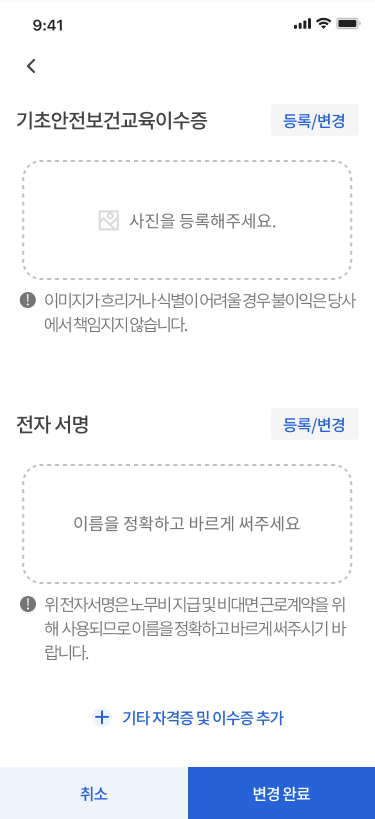 9:41
기초안전보건교육이수증
등록/변경
사진을 등록해주세요.
이미지가 흐리거나 식별이 어려울 경우 불이익은 당사
에서 책임지지 않습니다.
전자 서명
등록/변경
이름을 정확하고 바르게 써주세요
위 전자서명은 노무비 지급 및 비대면 근로계약을 위
해 사용되므로 이름을 정확하고 바르게 써주시기 바
랍니다.
기타 자격증 및 이수증 추가
취소
변경 완료